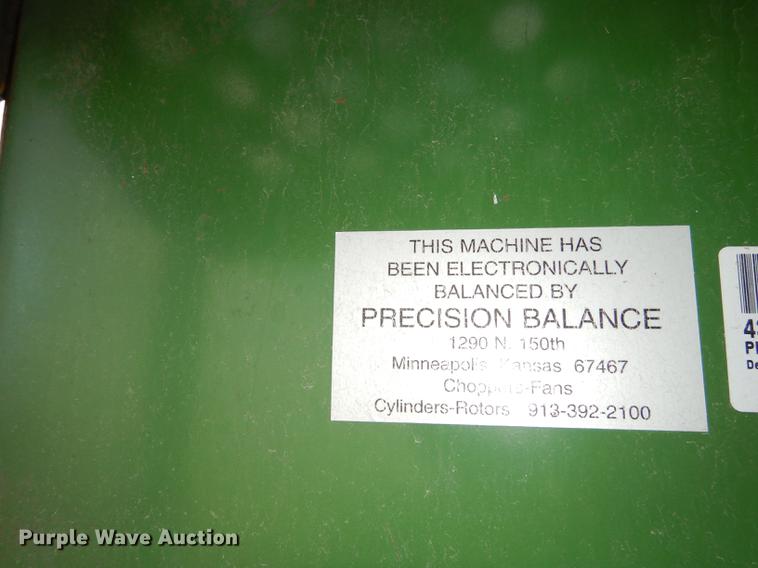 THIS MACHINE HAS
BEEN ELECTRONICALLY
BALANCED BY
PRECISION BALANCE
1290 N. 150th
Minneapolis Kansas 67467
Choppers-Fans
Cylinders-Rotors 913-392-2100
Purple Wave Auction